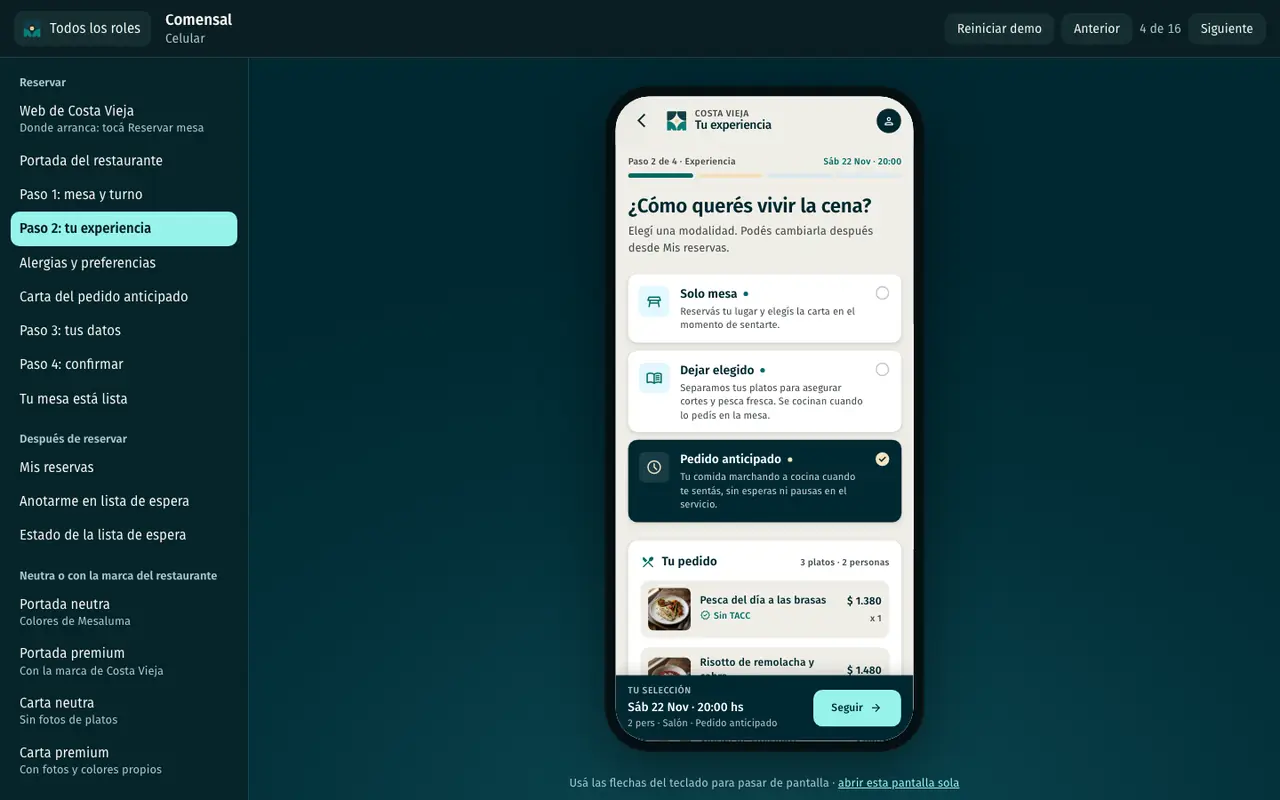 Todos los roles
Comensal
Celular
Reiniciar demo
Anterior
4 de 16
Siguiente
Reservar
Web de Costa Vieja
Donde arranca: tocá Reservar mesa
Portada del restaurante
Paso 1: mesa y turno
Paso 2: tu experiencia
Alergias y preferencias
Carta del pedido anticipado
Paso 3: tus datos
Paso 4: confirmar
Tu mesa está lista
Después de reservar
Mis reservas
Anotarme en lista de espera
Estado de la lista de espera
Neutra o con la marca del restaurante
Portada neutra
Colores de Mesaluma
Portada premium
Con la marca de Costa Vieja
Carta neutra
Sin fotos de platos
Carta premium
Con fotos y colores propios
COSTA VIEJA
Tu experiencia
Paso 2 de 4 · Experiencia
Sáb 22 Nov · 20:00
¿Cómo querés vivir la cena?
Elegí una modalidad. Podés cambiarla después
desde Mis reservas.
Solo mesa
Reservás tu lugar y elegís la carta en el
momento de sentarte.
Dejar elegido
Separamos tus platos para asegurar
cortes y pesca fresca. Se cocinan cuando
lo pedís en la mesa.
Pedido anticipado
Tu comida marchando a cocina cuando
te sentás, sin esperas ni pausas en el
servicio.
Tu pedido
3 platos · 2 personas
Pesca del día a las brasas
$ 1.380
Sin TACC
x 1
Risotto de remolacha y
$ 1.480
TU SELECCIÓN
Sáb 22 Nov · 20:00 hs
2 pers · Salón · Pedido anticipado
Seguir
Usá las flechas del teclado para pasar de pantalla · abrir esta pantalla sola